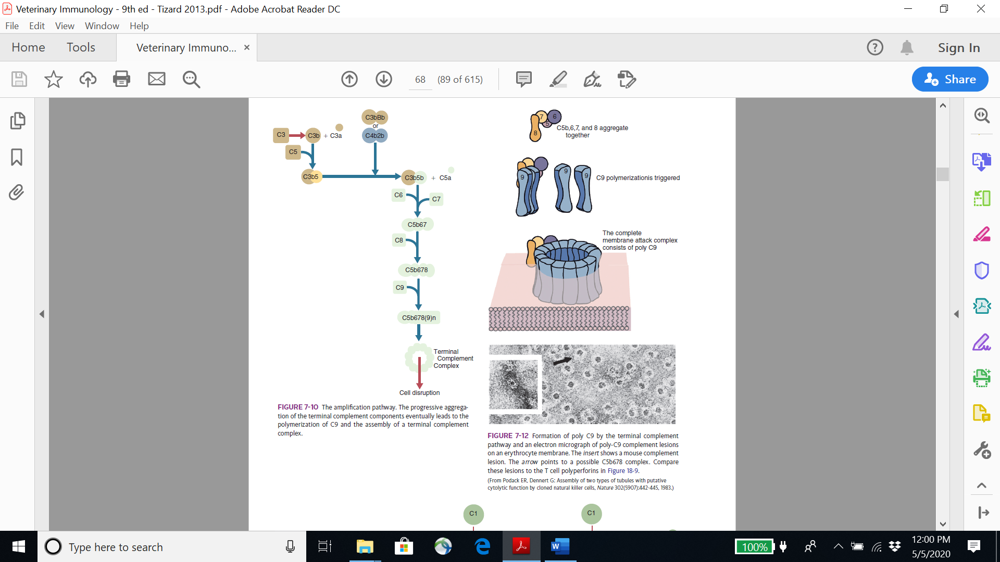 Veterinary Immunology - 9th ed - Tizard 2013.pdf - Adobe Acrobat Reader DC
File Edit View Window Help
Home Tools Veterinary Immuno... × ? Sign In
68 (89 of 615) Share
C3
C3b
+ C3a
C3bBb
or
C4b2b
C5
C3b5
C3b5b
+ C5a
C6
C7
C5b67
C8
C5b678
C9
C5b678(9)n
Terminal
Complement
Complex
Cell disruption
FIGURE 7-10 The amplification pathway. The progressive aggrega-
tion of the terminal complement components eventually leads to the
polymerization of C9 and the assembly of a terminal complement
complex.
7
6
5
8
C5b,6,7, and 8 aggregate
together
9
9
9
C9 polymerizationis triggered
The complete
membrane attack complex
consists of poly C9
FIGURE 7-12 Formation of poly C9 by the terminal complement
pathway and an electron micrograph of poly-C9 complement lesions
on an erythrocyte membrane. The insert shows a mouse complement
lesion. The arrow points to a possible C5b678 complex. Compare
these lesions to the T cell polyperforins in Figure 18-9.
(From Podack ER, Dennert G: Assembly of two types of tubules with putative
cytolytic function by cloned natural killer cells, Nature 302(5907):442-445, 1983.)
C1
C1
Type here to search
W
100%
12:00 PM
5/5/2020